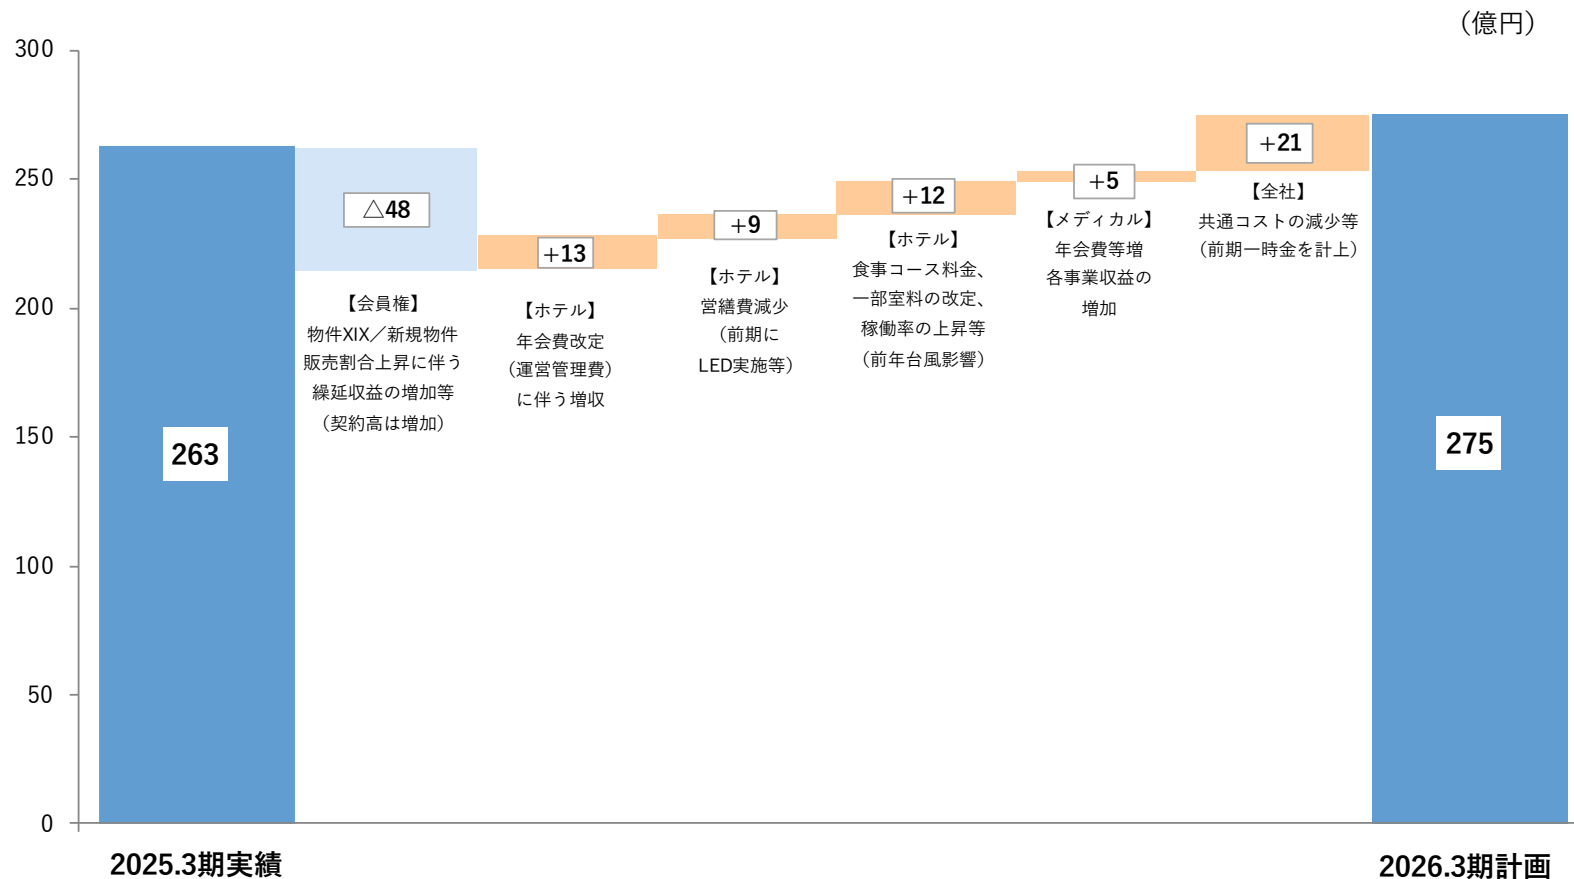 （億円）
300
250
200
150
100
50
0
263
△48
【会員権】
物件XIX／新規物件
販売割合上昇に伴う
繰延収益の増加等
（契約高は増加）
+13
【ホテル】
年会費改定
（運営管理費）
に伴う増収
+9
【ホテル】
営繕費減少
（前期に
LED実施等）
+12
【ホテル】
食事コース料金、
一部室料の改定、
稼働率の上昇等
（前年台風影響）
+5
【メディカル】
年会費等増
各事業収益の
増加
+21
【全社】
共通コストの減少等
（前期一時金を計上）
275
2025.3期実績
2026.3期計画